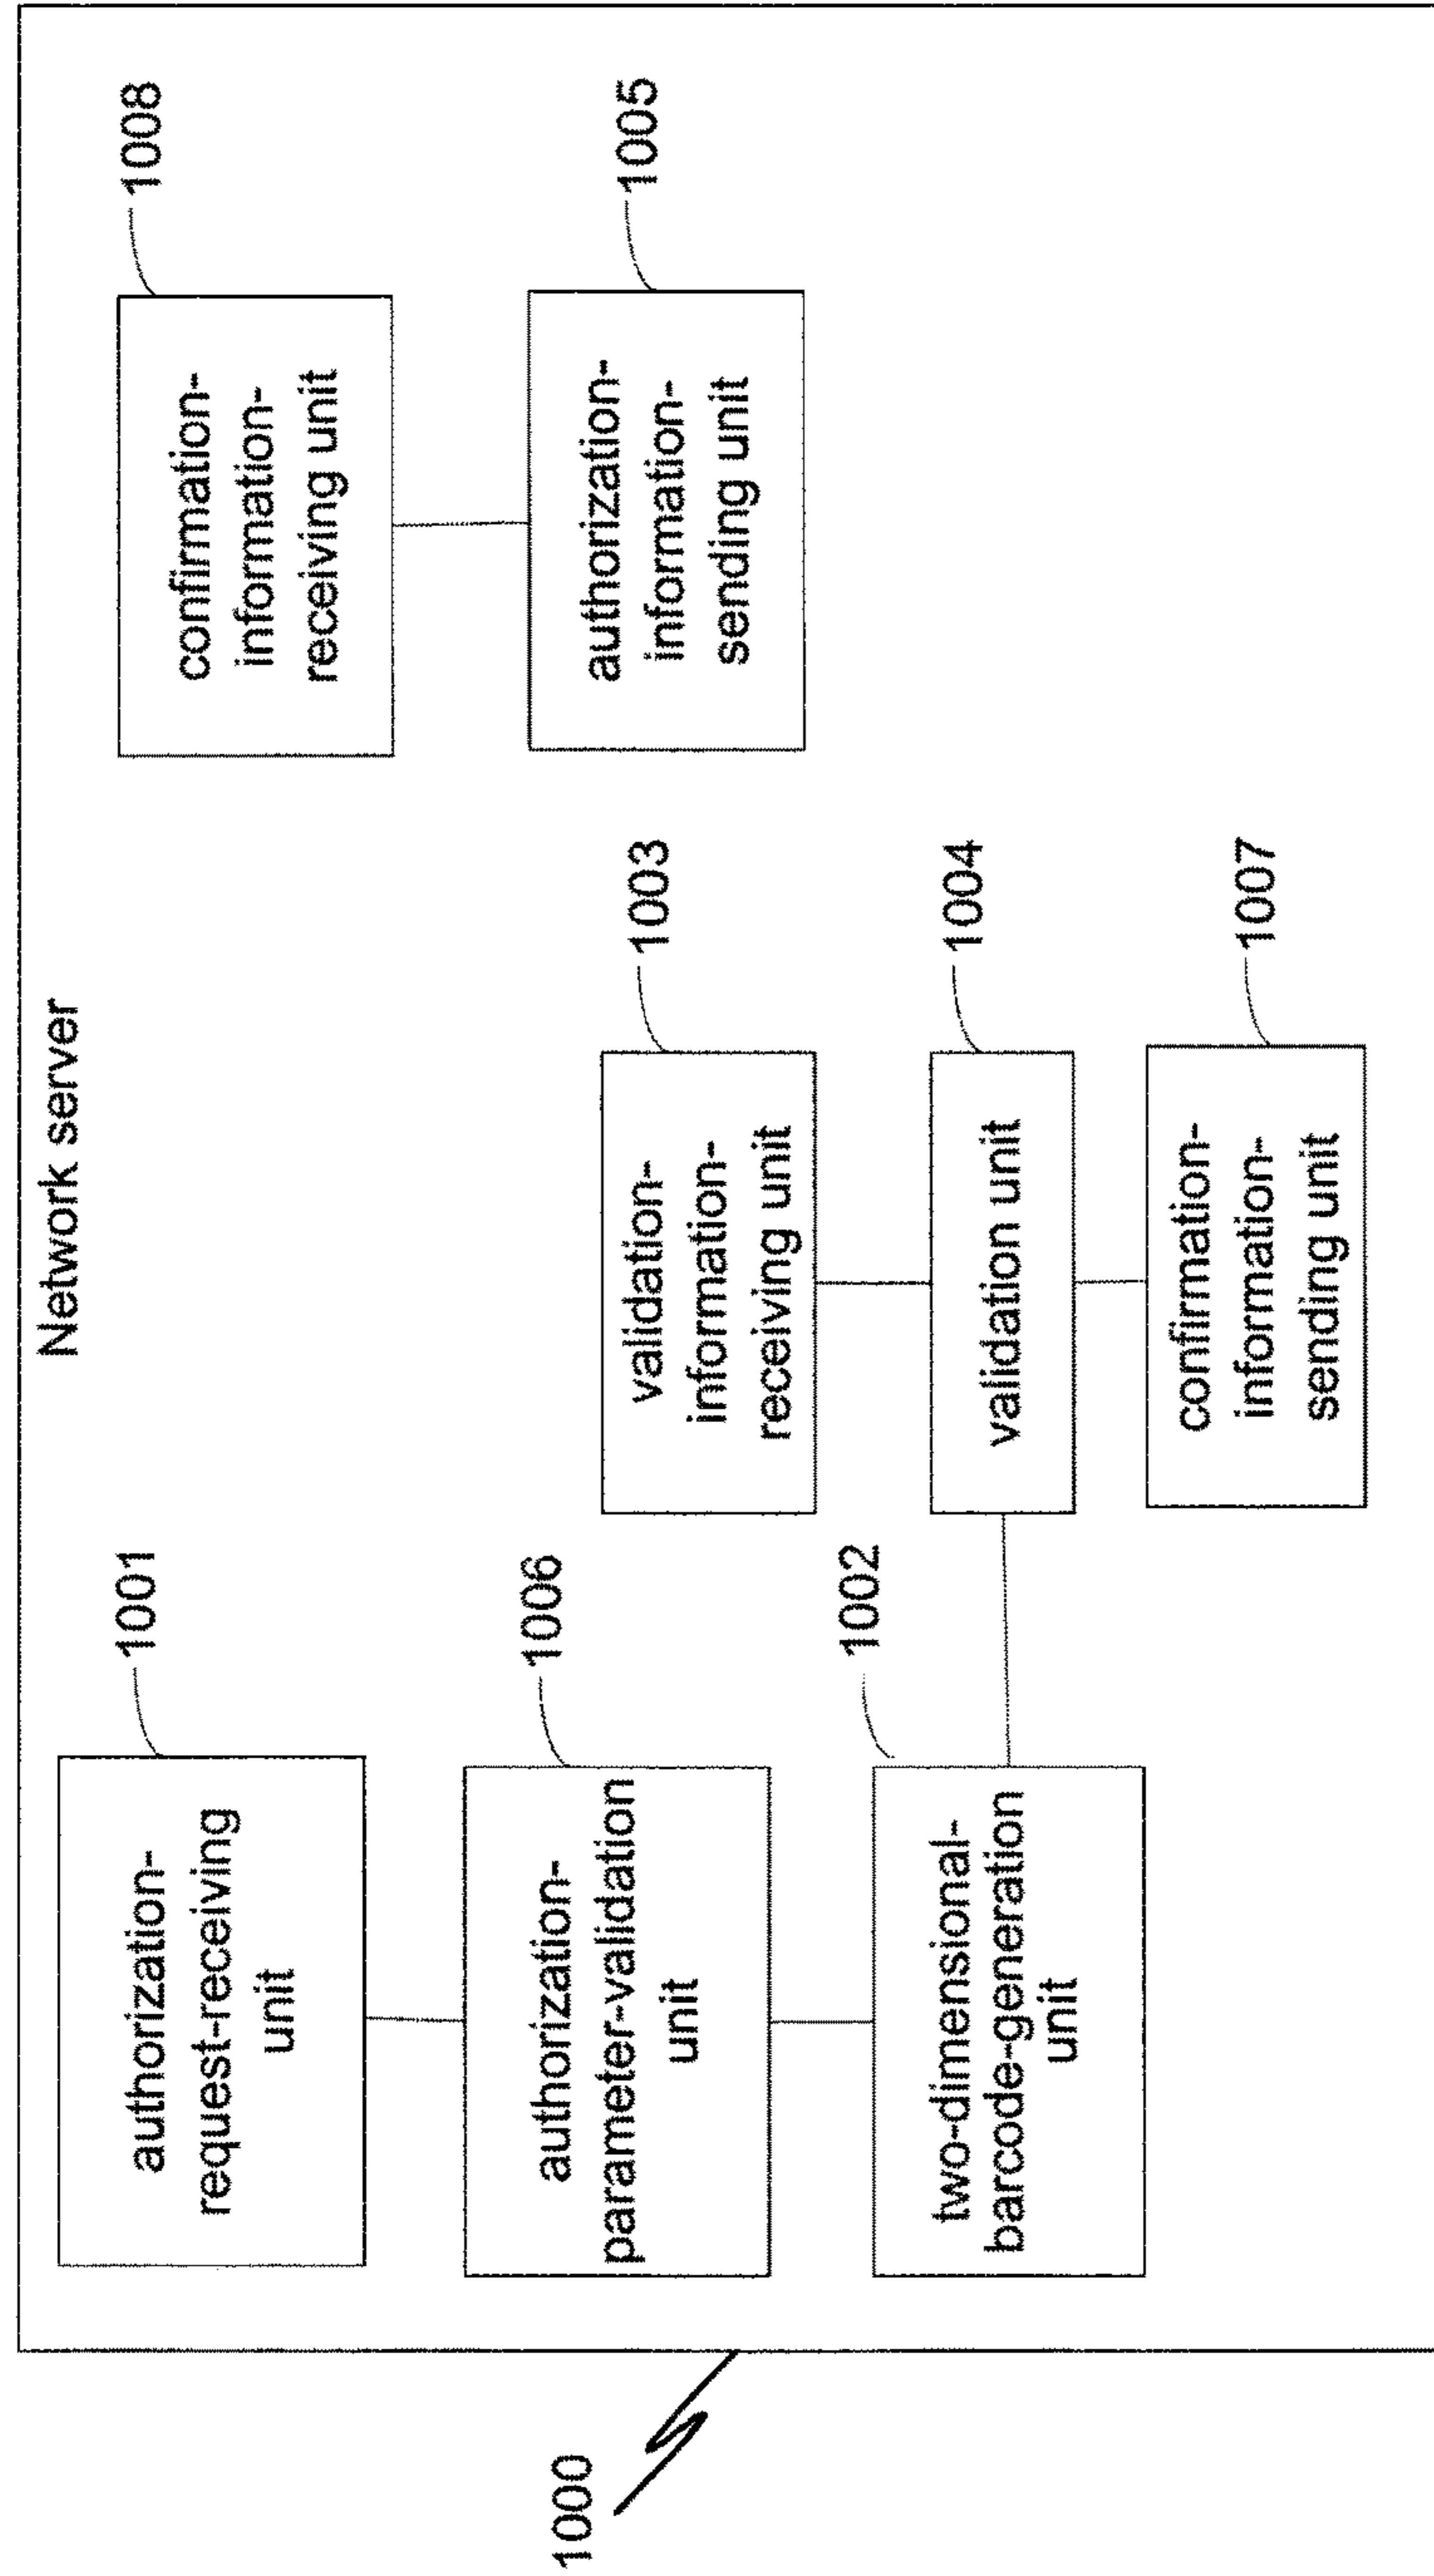 Network server
1000
authorization-
request-receiving
unit
1001
authorization-
parameter-validation
unit
1006
two-dimensional-
barcode-generation
unit
1002
validation-
information-
receiving unit
1003
validation unit
1004
confirmation-
information-
sending unit
1007
confirmation-
information-
receiving unit
1008
authorization-
information-
sending unit
1005